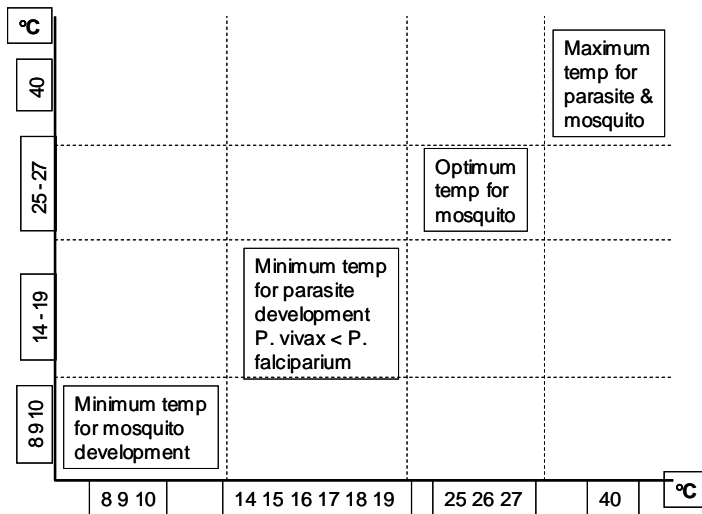 °C
40
Maximum
temp for
parasite &
mosquito
25 - 27
Optimum
temp for
mosquito
14 - 19
Minimum temp
for parasite
development
P. vivax < P.
falciparium
8 9 10
Minimum temp
for mosquito
development
8 9 10
14 15 16 17 18 19
25 26 27
40
°C